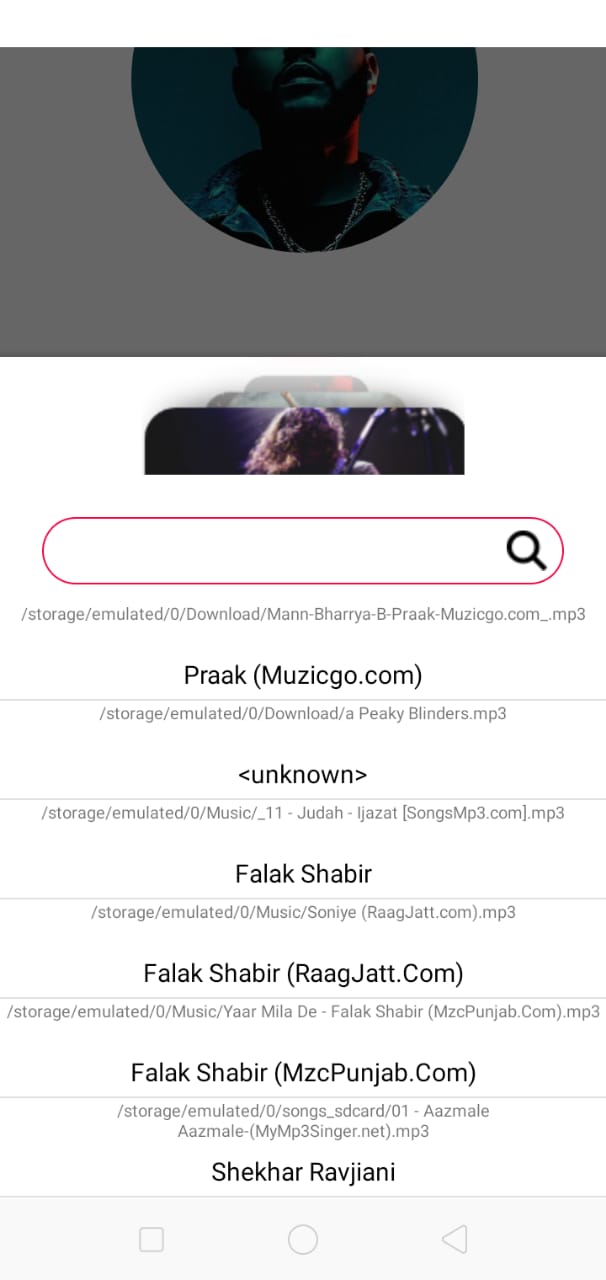 /storage/emulated/0/Download/Mann-Bharrya-B-Praak-Muzicgo.com_.mp3
Praak (Muzicgo.com)
/storage/emulated/0/Download/a Peaky Blinders.mp3
<unknown>
/storage/emulated/0/Music/_11 - Judah - Ijazat [SongsMp3.com].mp3
Falak Shabir
/storage/emulated/0/Music/Soniye (RaagJatt.com).mp3
Falak Shabir (RaagJatt.Com)
/storage/emulated/0/Music/Yaar Mila De - Falak Shabir (MzcPunjab.Com).mp3
Falak Shabir (MzcPunjab.Com)
/storage/emulated/0/songs_sdcard/01 - Aazmale
Aazmale-(MyMp3Singer.net).mp3
Shekhar Ravjiani